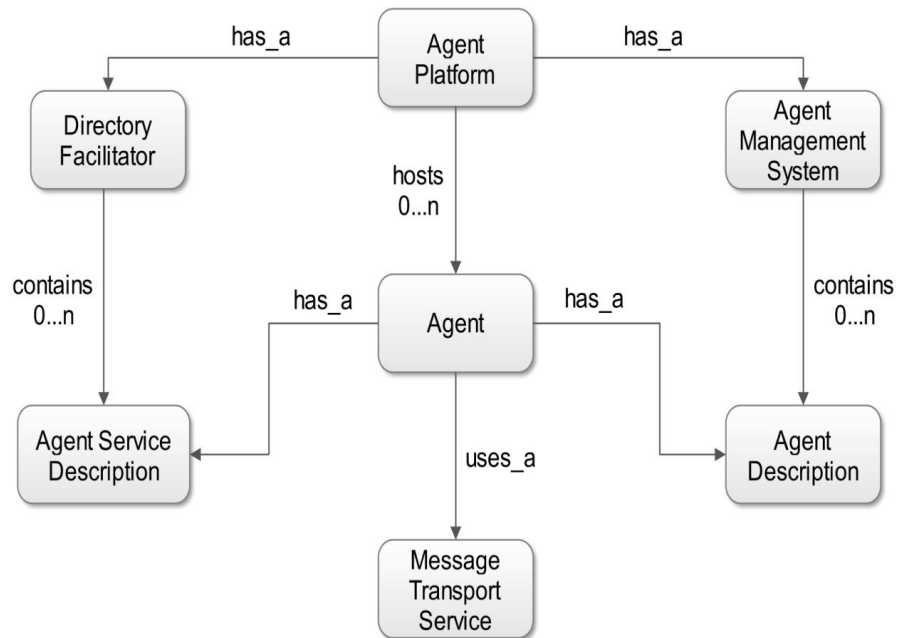 has_a
Agent
Platform
has_a
Directory
Facilitator
Agent
Management
System
hosts
0...n
contains
0...n
has_a
Agent
has_a
contains
0...n
Agent Service
Description
uses_a
Agent
Description
Message
Transport
Service